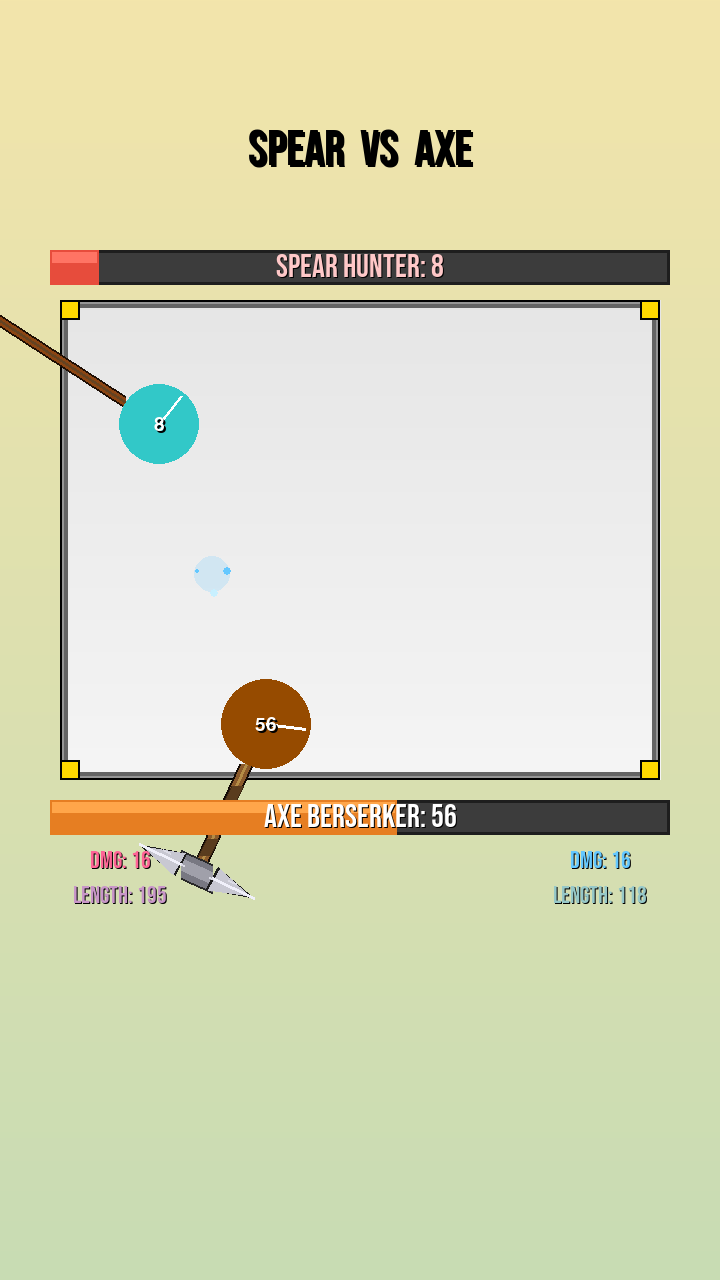 SPEAR VS AXE
SPEAR HUNTER: 8
8
56
AXE BERSERKER: 56
DMG: 16
DMG: 16
LENGTH: 195
LENGTH: 118